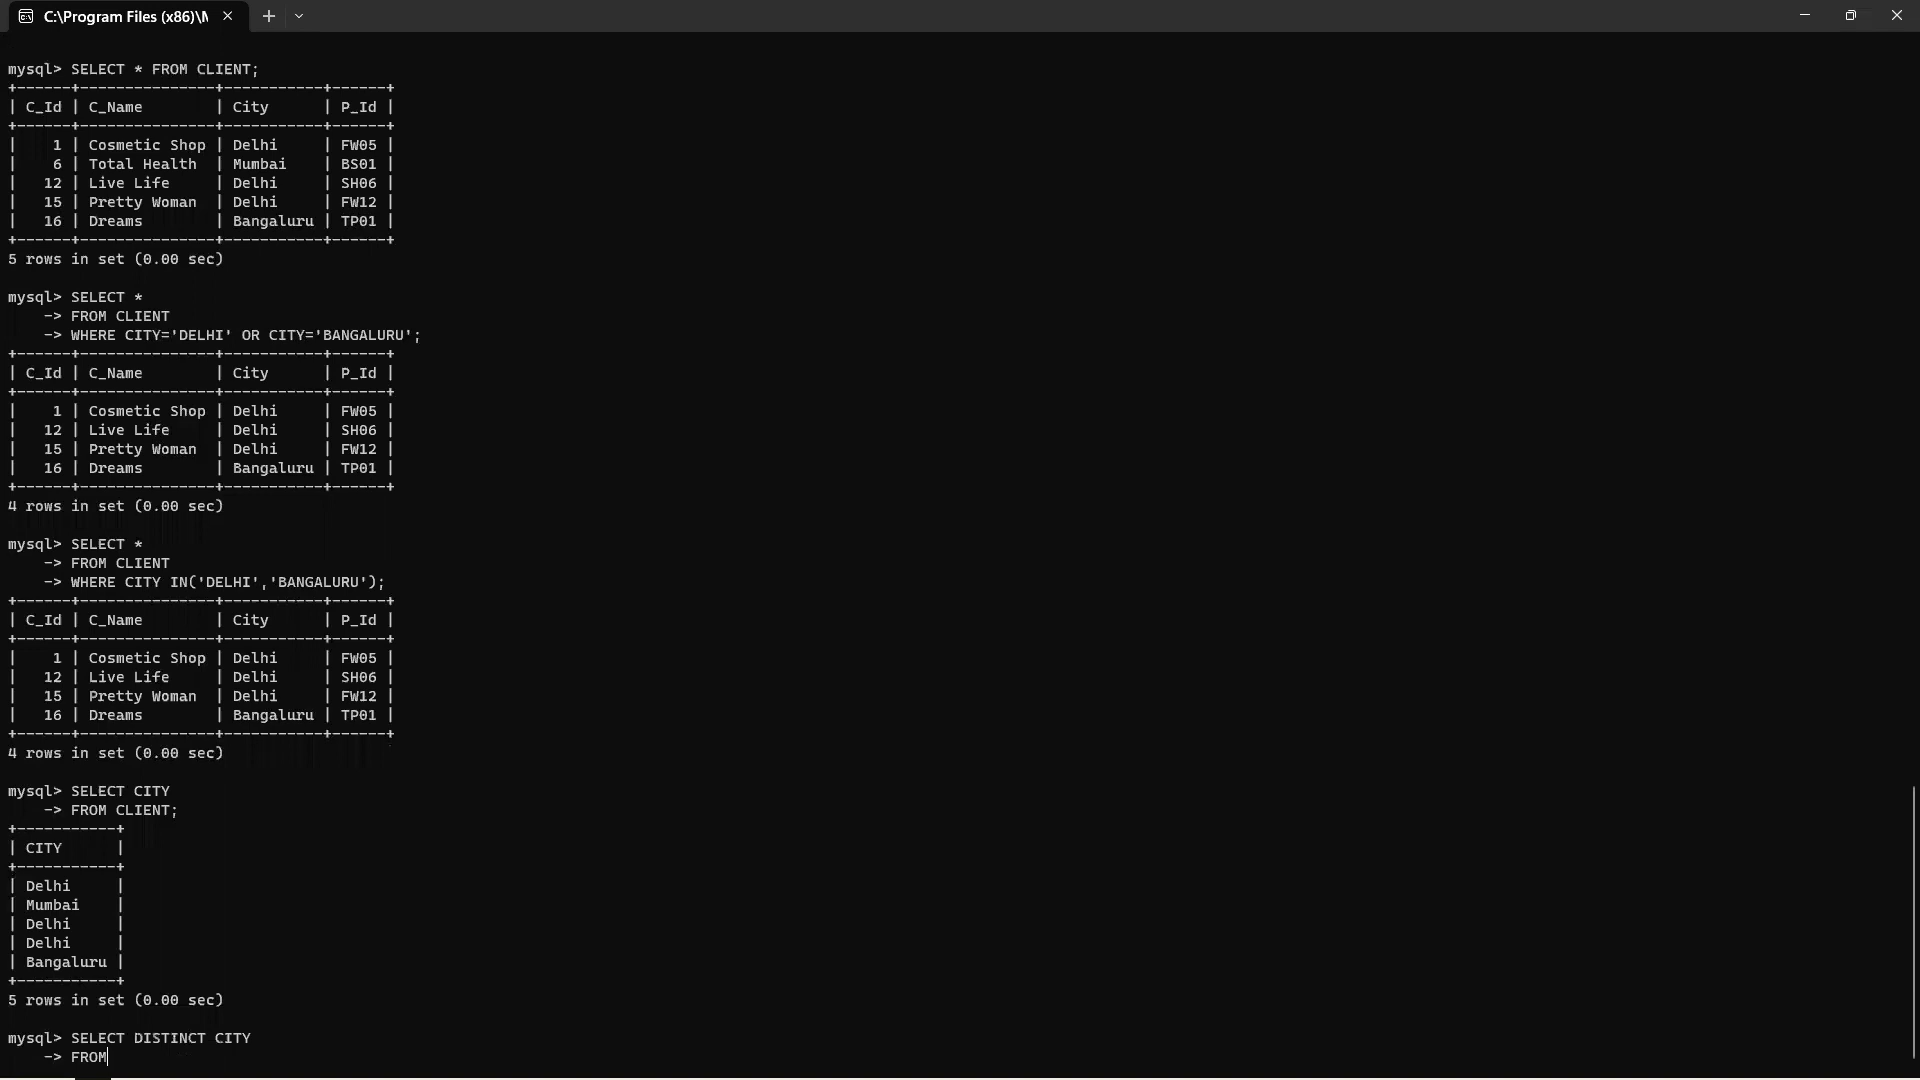 C:\Program Files (x86)\M
mysql> SELECT * FROM CLIENT;
+------+---------------+-----------+------+
| C_Id | C_Name        | City      | P_Id |
+------+---------------+-----------+------+
|    1 | Cosmetic Shop | Delhi     | FW05 |
|    6 | Total Health  | Mumbai    | BS01 |
|   12 | Live Life     | Delhi     | SH06 |
|   15 | Pretty Woman  | Delhi     | FW12 |
|   16 | Dreams        | Bangaluru | TP01 |
+------+---------------+-----------+------+
5 rows in set (0.00 sec)
mysql> SELECT *
    -> FROM CLIENT
    -> WHERE CITY='DELHI' OR CITY='BANGALURU';
+------+---------------+-----------+------+
| C_Id | C_Name        | City      | P_Id |
+------+---------------+-----------+------+
|    1 | Cosmetic Shop | Delhi     | FW05 |
|   12 | Live Life     | Delhi     | SH06 |
|   15 | Pretty Woman  | Delhi     | FW12 |
|   16 | Dreams        | Bangaluru | TP01 |
+------+---------------+-----------+------+
4 rows in set (0.00 sec)
mysql> SELECT *
    -> FROM CLIENT
    -> WHERE CITY IN('DELHI','BANGALURU');
+------+---------------+-----------+------+
| C_Id | C_Name        | City      | P_Id |
+------+---------------+-----------+------+
|    1 | Cosmetic Shop | Delhi     | FW05 |
|   12 | Live Life     | Delhi     | SH06 |
|   15 | Pretty Woman  | Delhi     | FW12 |
|   16 | Dreams        | Bangaluru | TP01 |
+------+---------------+-----------+------+
4 rows in set (0.00 sec)
mysql> SELECT CITY
    -> FROM CLIENT;
+-----------+
| CITY      |
+-----------+
| Delhi     |
| Mumbai    |
| Delhi     |
| Delhi     |
| Bangaluru |
+-----------+
5 rows in set (0.00 sec)
mysql> SELECT DISTINCT CITY
    -> FROM